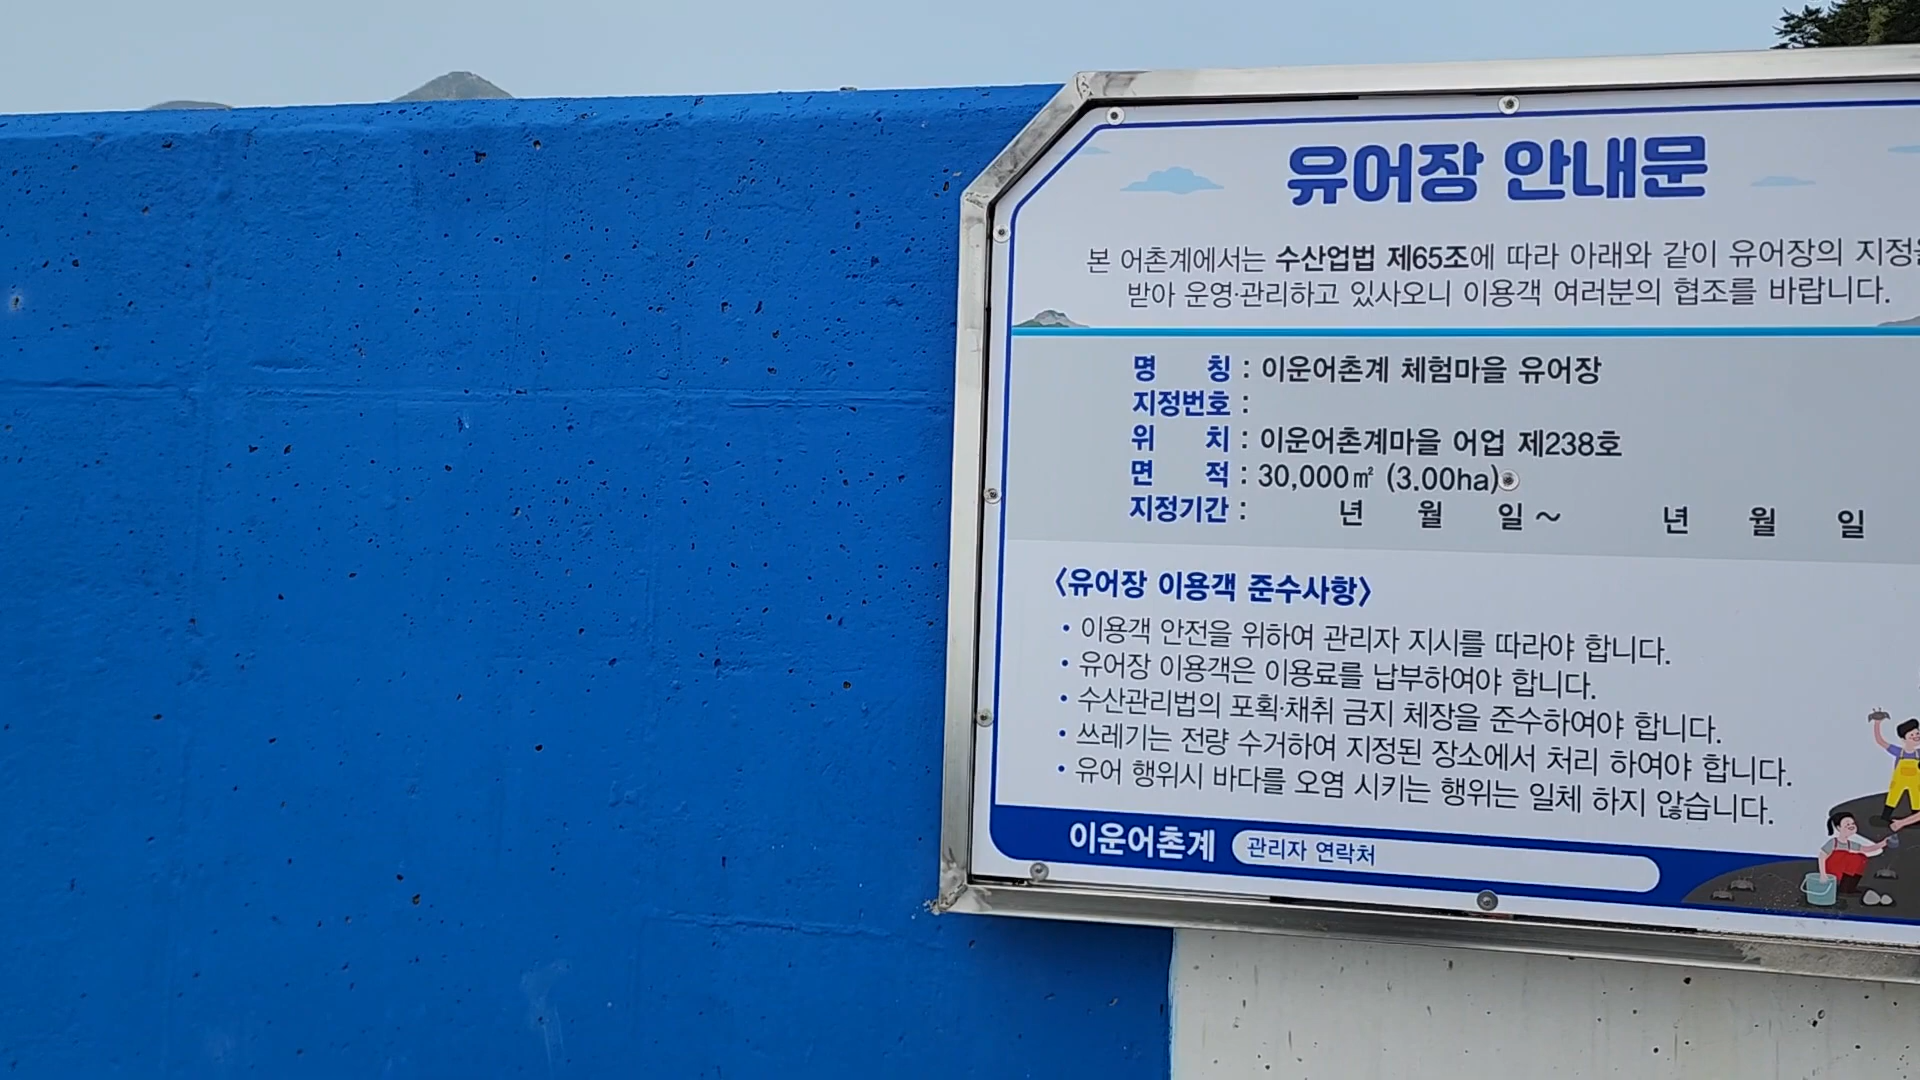 유어장 안내문
본 어촌계에서는 수산업법 제65조에 따라 아래와 같이 유어장의 지정을
받아 운영·관리하고 있사오니 이용객 여러분의 협조를 바랍니다.
명 칭 : 이운어촌계 체험마을 유어장
지정번호 :
위 치 : 이운어촌계마을 어업 제238호
면 적 : 30,000㎡ (3.00ha)
지정기간 : 년 월 일 ~ 년 월 일
〈유어장 이용객 준수사항〉
• 이용객 안전을 위하여 관리자 지시를 따라야 합니다.
• 유어장 이용객은 이용료를 납부하여야 합니다.
• 수산관리법의 포획·채취 금지 체장을 준수하여야 합니다.
• 쓰레기는 전량 수거하여 지정된 장소에서 처리 하여야 합니다.
• 유어 행위시 바다를 오염 시키는 행위는 일체 하지 않습니다.
이운어촌계 관리자 연락처